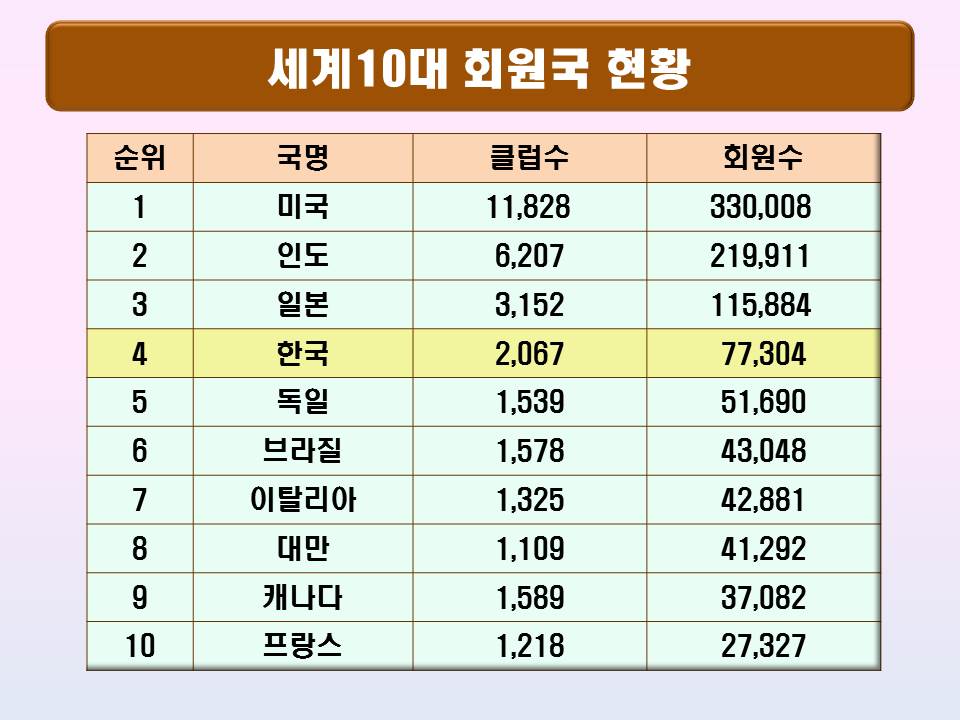 세계10대 회원국 현황
순위 국명 클럽수 회원수
1 미국 11,828 330,008
2 인도 6,207 219,911
3 일본 3,152 115,884
4 한국 2,067 77,304
5 독일 1,539 51,690
6 브라질 1,578 43,048
7 이탈리아 1,325 42,881
8 대만 1,109 41,292
9 캐나다 1,589 37,082
10 프랑스 1,218 27,327